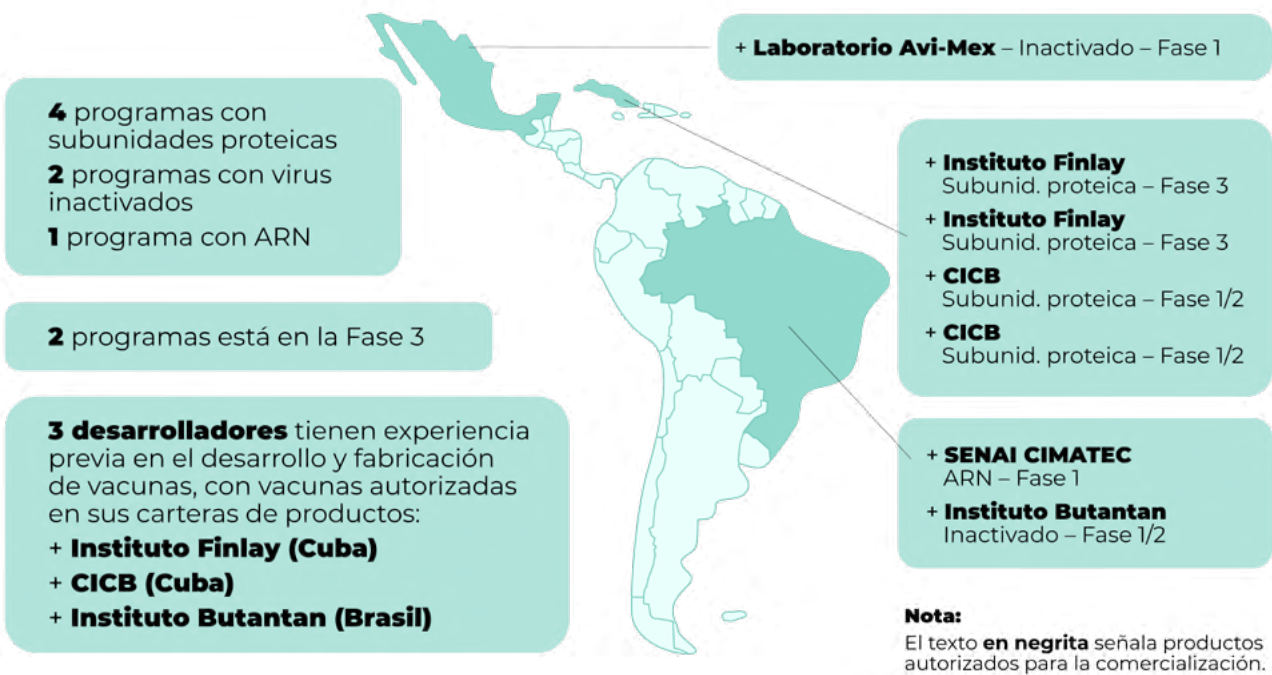 + Laboratorio Avi-Mex – Inactivado – Fase 1
4 programas con
subunidades proteicas
2 programas con virus
inactivados
1 programa con ARN
2 programas está en la Fase 3
3 desarrolladores tienen experiencia
previa en el desarrollo y fabricación
de vacunas, con vacunas autorizadas
en sus carteras de productos:
+ Instituto Finlay (Cuba)
+ CICB (Cuba)
+ Instituto Butantan (Brasil)
+ Instituto Finlay
Subunid. proteica – Fase 3
+ Instituto Finlay
Subunid. proteica – Fase 3
+ CICB
Subunid. proteica – Fase 1/2
+ CICB
Subunid. proteica – Fase 1/2
+ SENAI CIMATEC
ARN – Fase 1
+ Instituto Butantan
Inactivado – Fase 1/2
Nota:
El texto en negrita señala productos
autorizados para la comercialización.